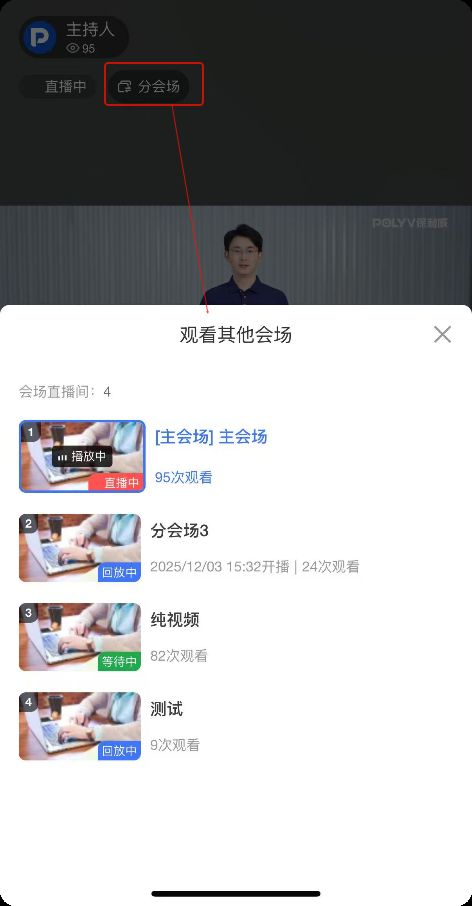 主持人
95
直播中
分会场
POLYV保利威
观看其他会场
会场直播间：4
1
播放中
直播中
[主会场] 主会场
95次观看
2
回放中
分会场3
2025/12/03 15:32开播 | 24次观看
3
等待中
纯视频
82次观看
4
回放中
测试
9次观看